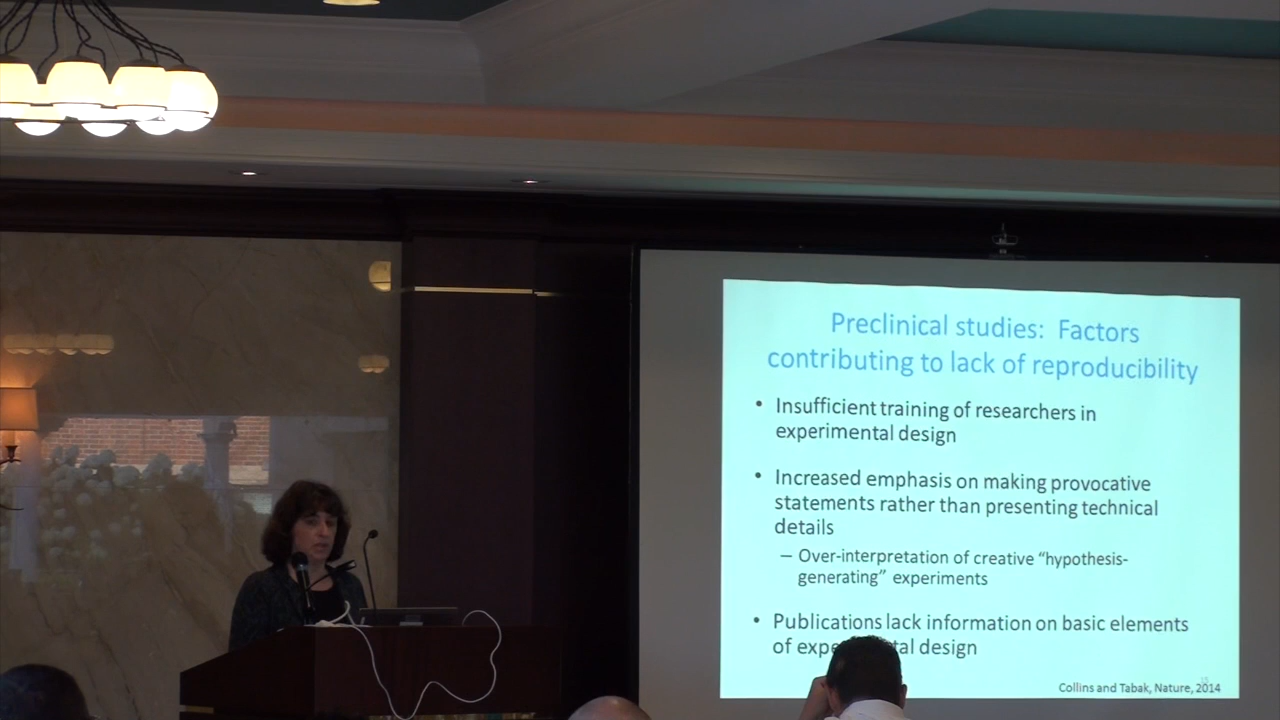 Preclinical studies: Factors
contributing to lack of reproducibility
• Insufficient training of researchers in
experimental design
• Increased emphasis on making provocative
statements rather than presenting technical
details
– Over-interpretation of creative “hypothesis-
generating” experiments
• Publications lack information on basic elements
of design
Collins and Tabak, Nature, 2014